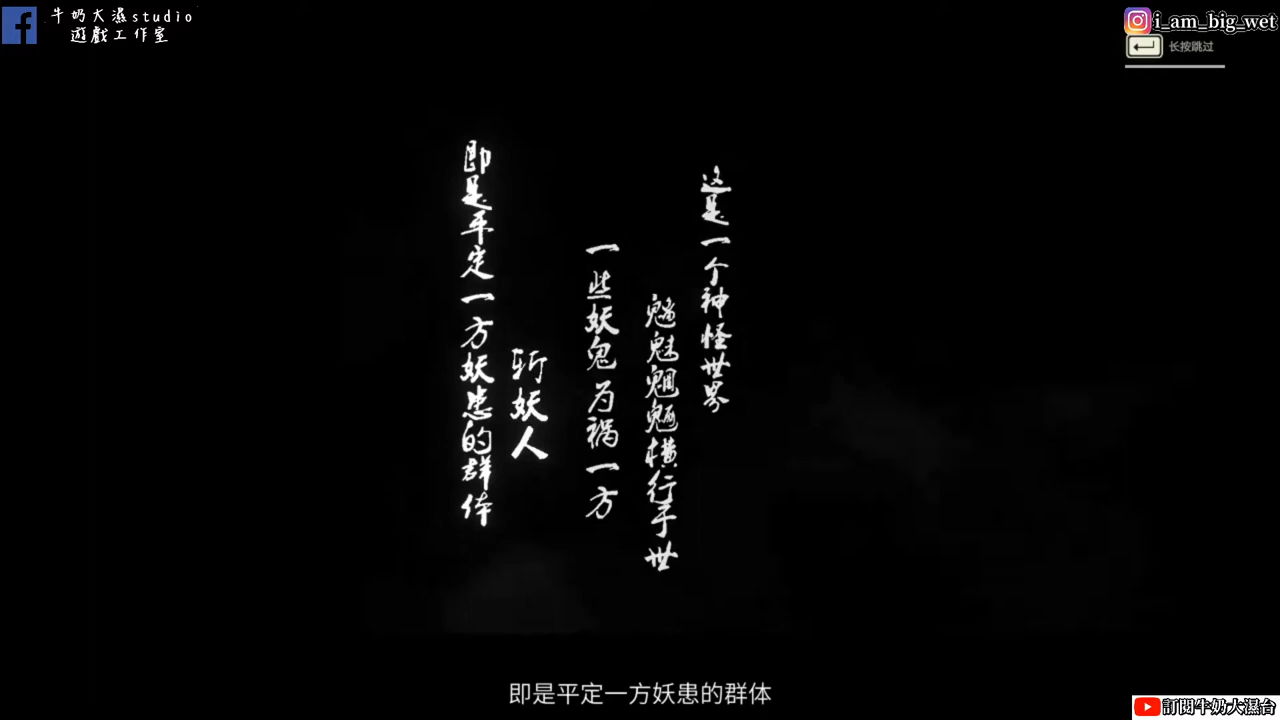 牛奶大濕studio
遊戲工作室
i_am_big_wet
长按跳过
这是一个神怪世界
魑魅魍魉横行于世
一些妖鬼为祸一方
斩妖人
即是平定一方妖患的群体
即是平定一方妖患的群体
訂閱牛奶大濕台